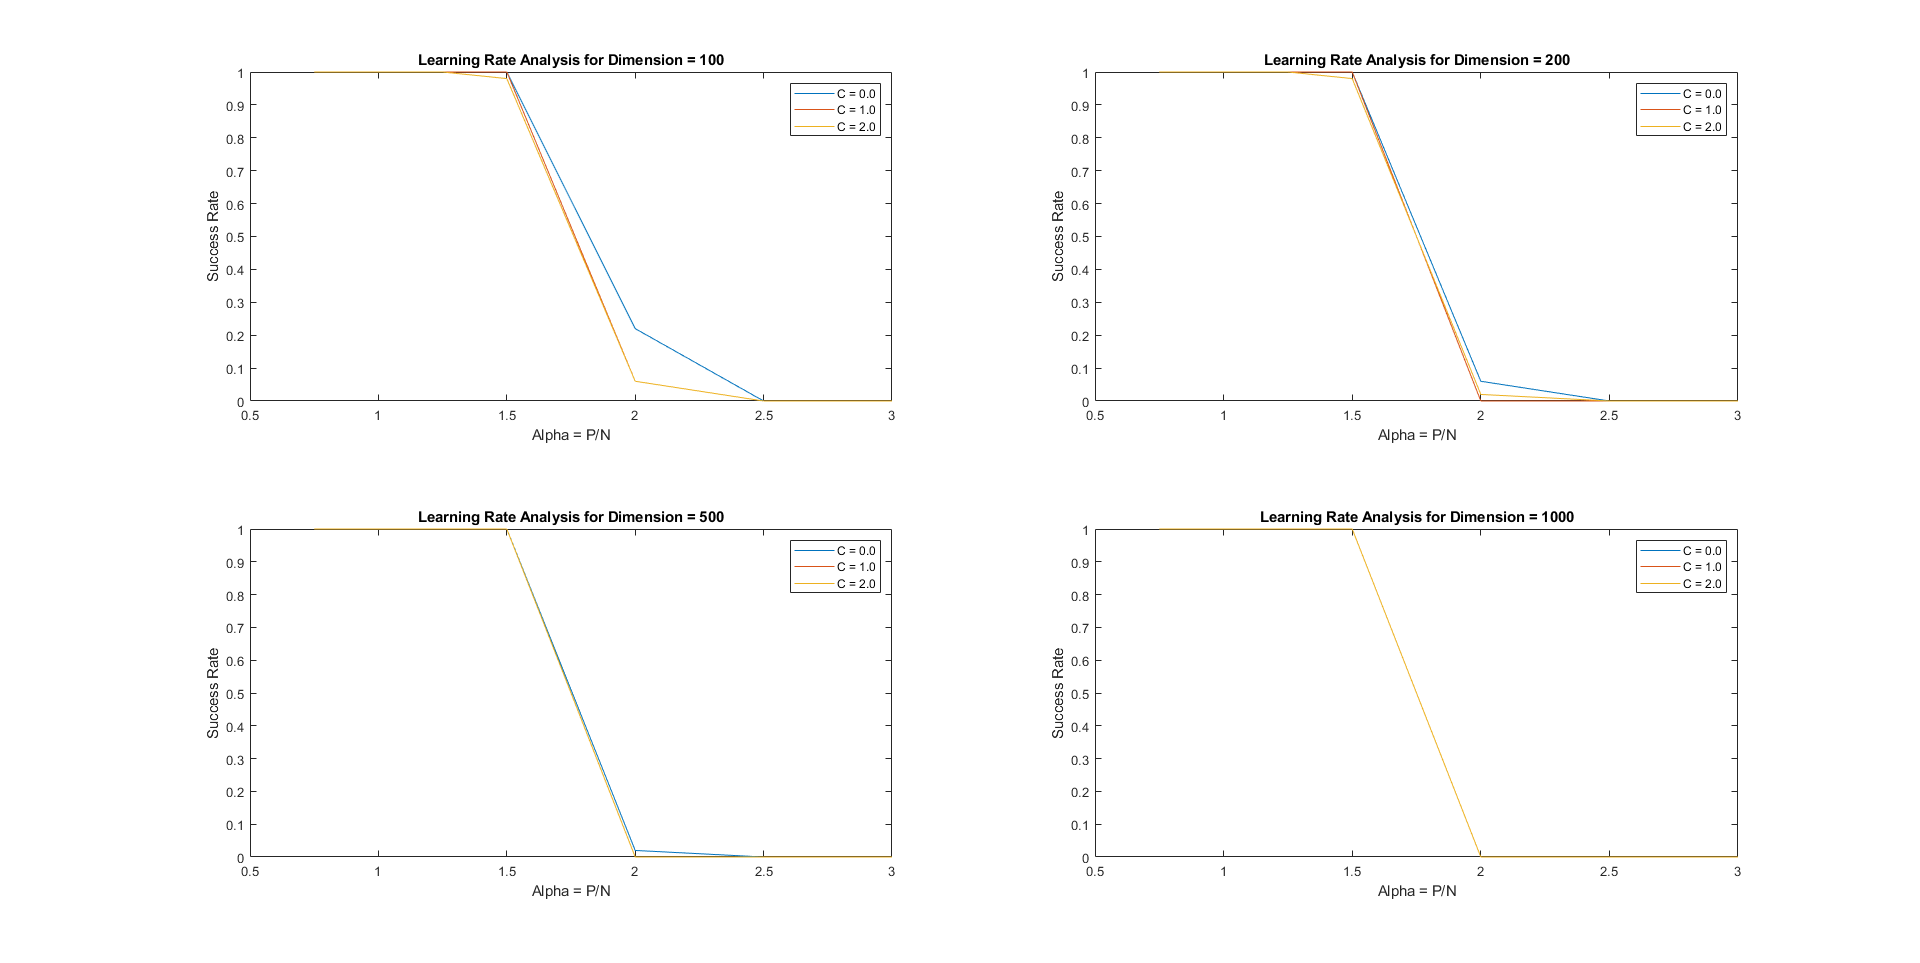 Learning Rate Analysis for Dimension = 100
1
0.9
0.8
0.7
0.6
0.5
0.4
0.3
0.2
0.1
0
Success Rate
C = 0.0
C = 1.0
C = 2.0
0.5 1 1.5 2 2.5 3
Alpha = P/N
Learning Rate Analysis for Dimension = 200
1
0.9
0.8
0.7
0.6
0.5
0.4
0.3
0.2
0.1
0
Success Rate
C = 0.0
C = 1.0
C = 2.0
0.5 1 1.5 2 2.5 3
Alpha = P/N
Learning Rate Analysis for Dimension = 500
1
0.9
0.8
0.7
0.6
0.5
0.4
0.3
0.2
0.1
0
Success Rate
C = 0.0
C = 1.0
C = 2.0
0.5 1 1.5 2 2.5 3
Alpha = P/N
Learning Rate Analysis for Dimension = 1000
1
0.9
0.8
0.7
0.6
0.5
0.4
0.3
0.2
0.1
0
Success Rate
C = 0.0
C = 1.0
C = 2.0
0.5 1 1.5 2 2.5 3
Alpha = P/N